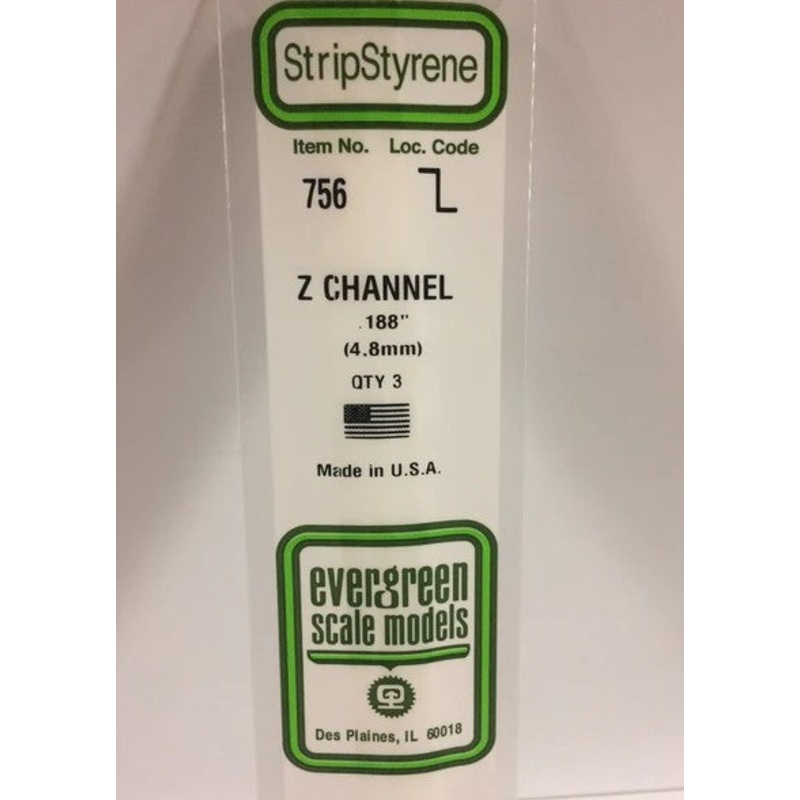 StripStyrene
Item No. Loc. Code
756
Z CHANNEL
.188"
(4.8mm)
QTY 3
Made in U.S.A.
evergreen
scale models
Des Plaines, IL 60018